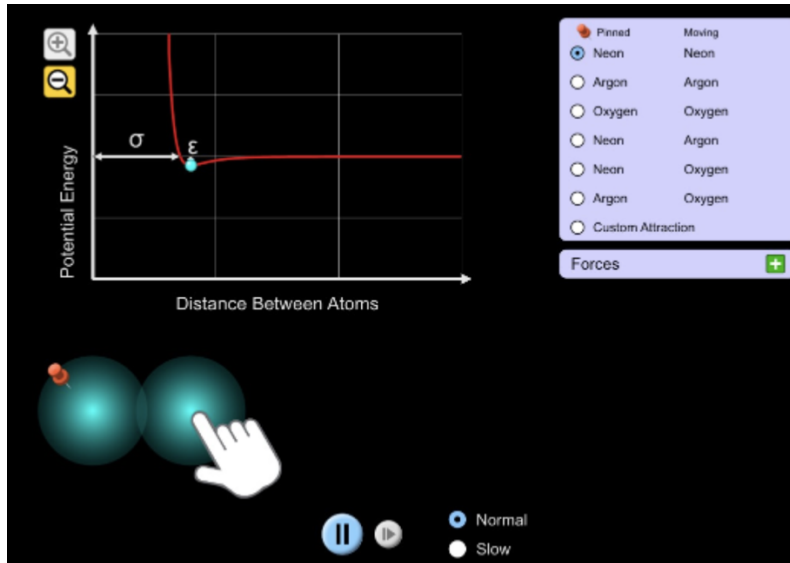 Potential Energy
σ
ε
Distance Between Atoms
Pinned Moving
Neon Neon
Argon Argon
Oxygen Oxygen
Neon Argon
Neon Oxygen
Argon Oxygen
Custom Attraction
Forces
Normal
Slow